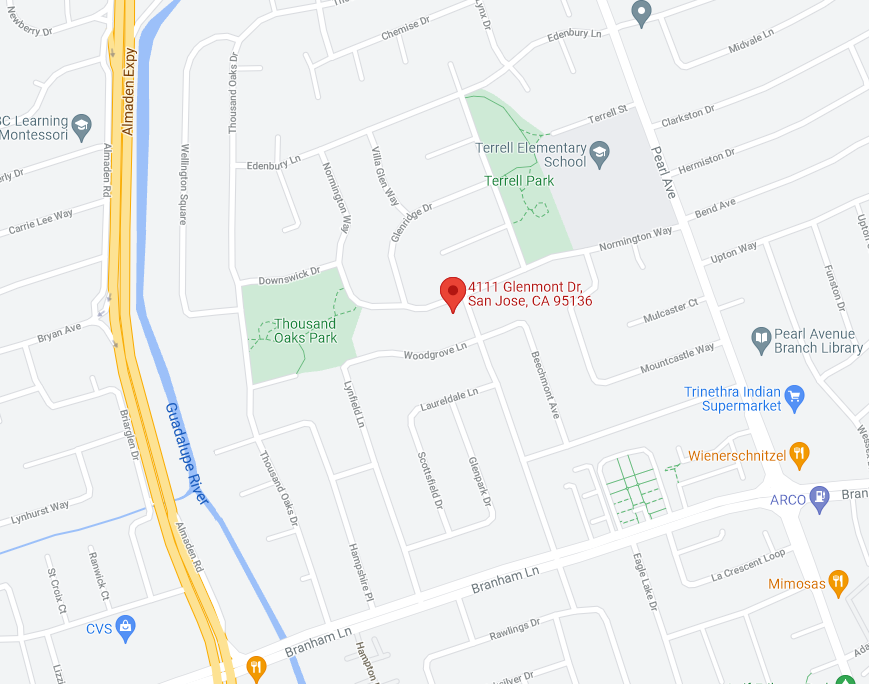 Newberry Dr
Chemise Dr
Lynx Dr
Edenbury Ln
Midvale Ln
Almaden Expy
Thousand Oaks Dr
Terrell St
Clarkston Dr
BC Learning
Montessori
Almaden Rd
Wellington Square
Edenbury Ln
Villa Glen Way
Terrell Elementary
School
Pearl Ave
Hermiston Dr
Terrell Park
Normington Way
Glenridge Dr
Carrie Lee Way
Bend Ave
Normington Way
Upton Way
Downswick Dr
4111 Glenmont Dr,
San Jose, CA 95136
Funston Dr
Mulcaster Ct
Bryan Ave
Thousand
Oaks Park
Woodgrove Ln
Mountcastle Way
Pearl Avenue
Branch Library
Beechmont Ave
Lynfield Ln
Laureldale Ln
Trinethra Indian
Supermarket
Briarglen Dr
Guadalupe River
Thousand Oaks Dr
Scottsfield Dr
Glenpark Dr
Wienerschnitzel
Lynhurst Way
ARCO
Bran
Almaden Rd
Hampshire Pl
Branham Ln
Eagle Lake Dr
La Crescent Loop
Mimosas
St Croix Ct
Ranwick Ct
CVS
Branham Ln
Rawlings Dr